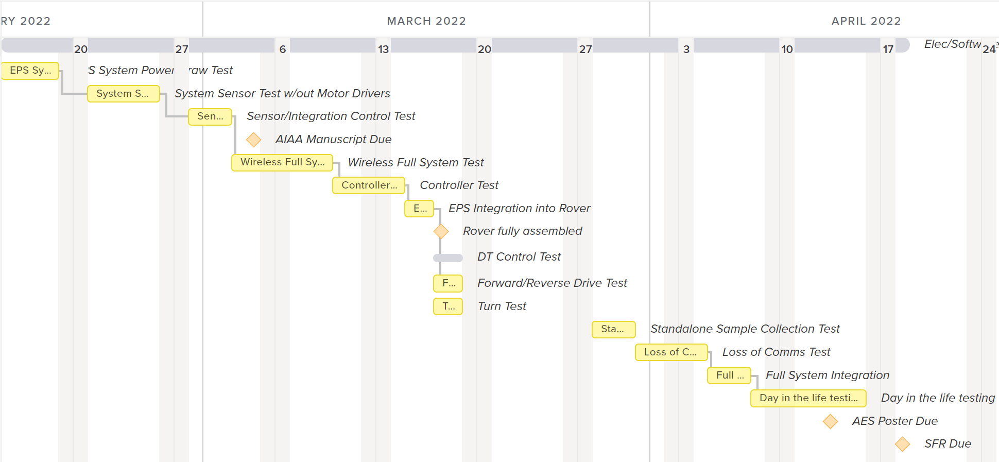 RY 2022 MARCH 2022 APRIL 2022
20 27 6 13 20 27 3 10 17 Elec/Softw 24
EPS Sy... S System Power raw Test
System S... System Sensor Test w/out Motor Drivers
Sen... Sensor/Integration Control Test
AIAA Manuscript Due
Wireless Full Sy... Wireless Full System Test
Controller... Controller Test
E... EPS Integration into Rover
Rover fully assembled
DT Control Test
F... Forward/Reverse Drive Test
T... Turn Test
Sta... Standalone Sample Collection Test
Loss of C... Loss of Comms Test
Full ... Full System Integration
Day in the life testi... Day in the life testing
AES Poster Due
SFR Due